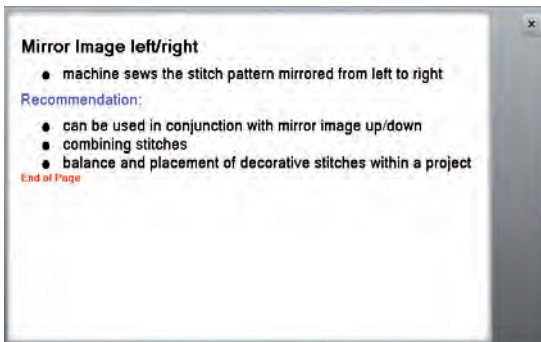 Mirror Image left/right
● machine sews the stitch pattern mirrored from left to right
Recommendation:
● can be used in conjunction with mirror image up/down
● combining stitches
● balance and placement of decorative stitches within a project
End of Page
x